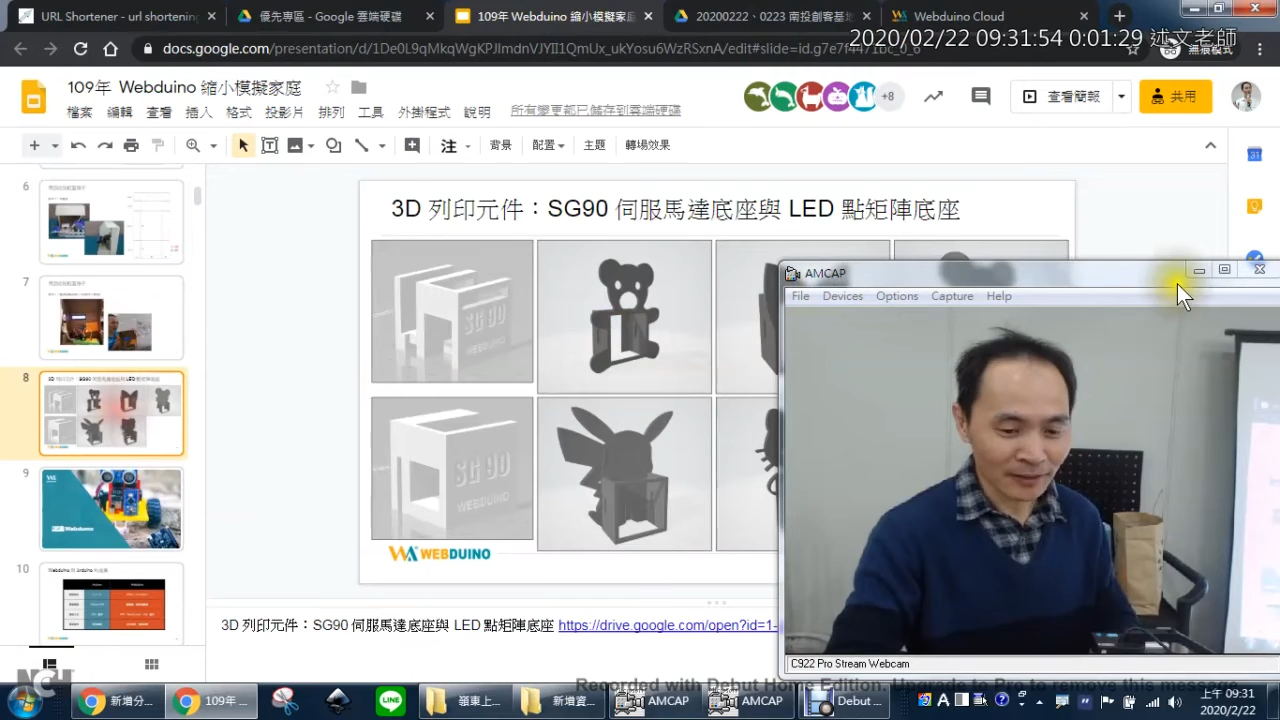 URL Shortener - url shortening
優先專區 - Google 雲端硬碟
109年 Webduino 縮小模擬家庭
20200222、0223 南投創客基地
Webduino Cloud
docs.google.com/presentation/d/1De0L9qMkqWgKPJlmdnVJYII1QmUx_ukYosu6WzRSxnA/edit#slide=id.g7e7f4471bc_0_6
2020/02/22 09:31:54 0:01:29 述文老師
無痕模式
109年 Webduino 縮小模擬家庭
+8
查看簡報
共用
檔案 編輯 查看 插入 格式 投影片 排列 工具 外掛程式 說明 所有變更都已儲存到雲端硬碟
注 背景 配置 主題 轉場效果
6
7
8
9
10
3D 列印元件：SG90 伺服馬達底座與 LED 點矩陣底座
SG90
SG90
WEBDUINO
WEBDUINO
AMCAP
File Devices Options Capture Help
C922 Pro Stream Webcam
3D 列印元件：SG90 伺服馬達底座與 LED 點矩陣底座 https://drive.google.com/open?id=1-
NCH
Recorded with Debut Home Edition. Upgrade to Pro to remove this message
新增分...
109年
LINE
新增資...
AMCAP
AMCAP
Debut ...
上午 09:31
2020/2/22